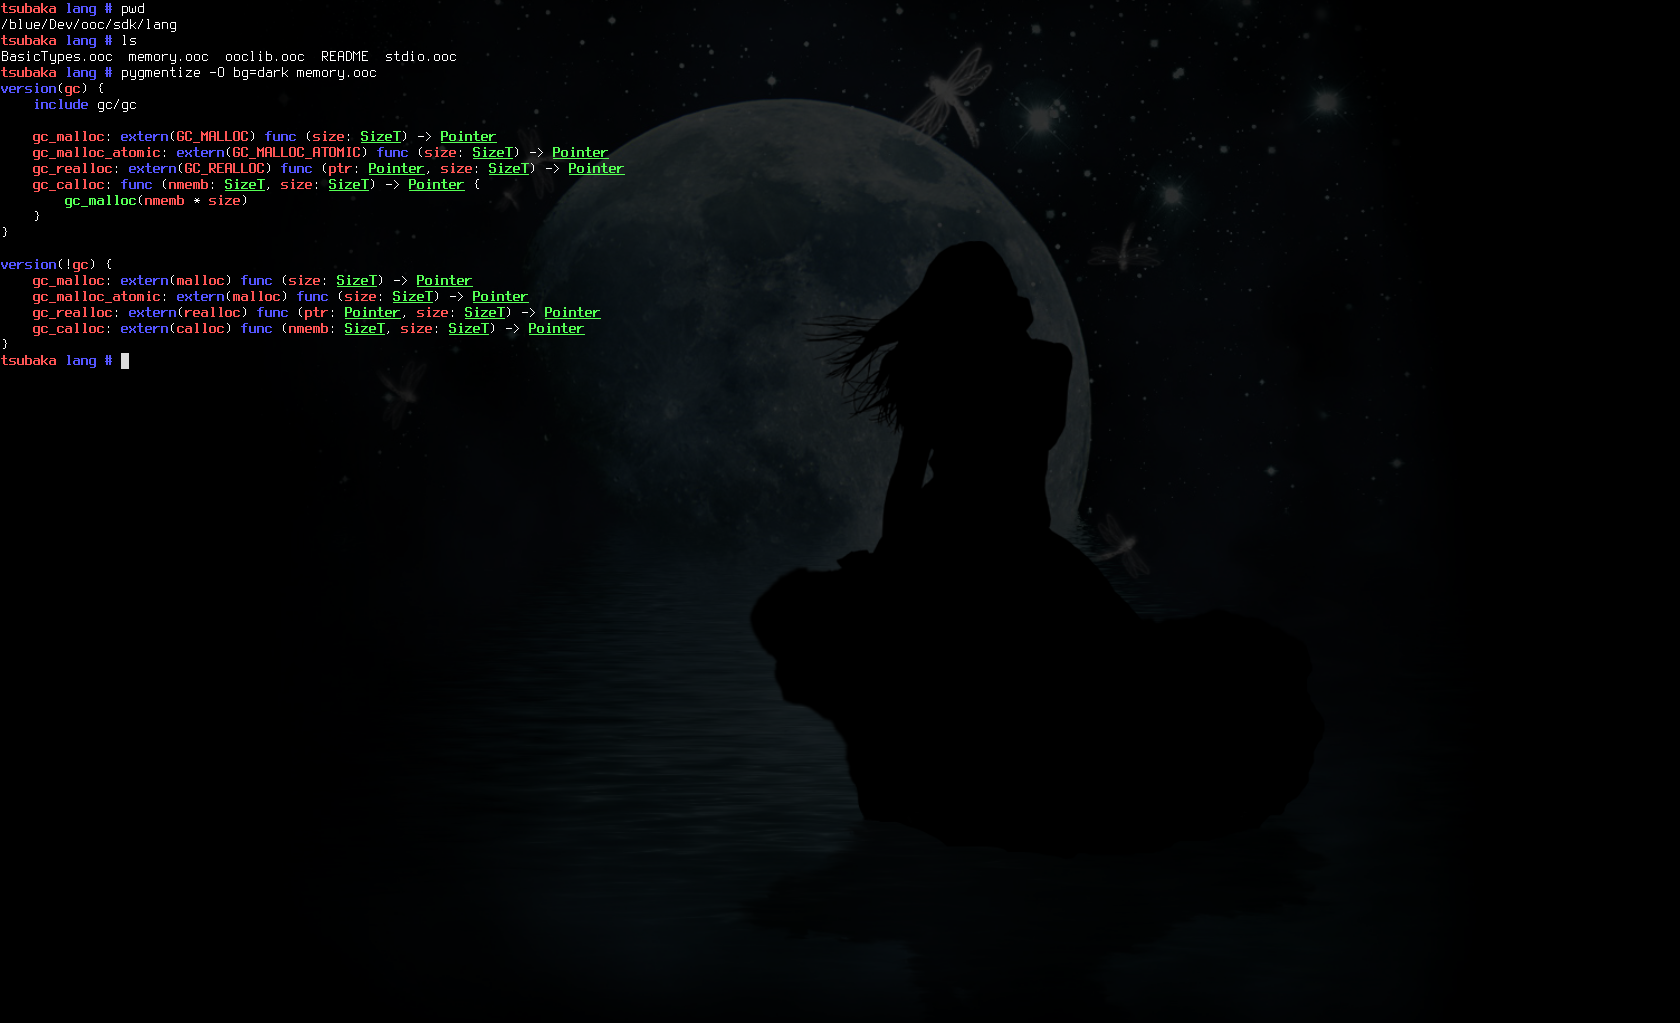 tsubaka lang # pwd
/blue/Dev/ooc/sdk/lang
tsubaka lang # ls
BasicTypes.ooc  memory.ooc  ooclib.ooc  README  stdio.ooc
tsubaka lang # pygmentize -O bg=dark memory.ooc
version(gc) {
    include gc/gc

    gc_malloc: extern(GC_MALLOC) func (size: SizeT) -> Pointer
    gc_malloc_atomic: extern(GC_MALLOC_ATOMIC) func (size: SizeT) -> Pointer
    gc_realloc: extern(GC_REALLOC) func (ptr: Pointer, size: SizeT) -> Pointer
    gc_calloc: func (nmemb: SizeT, size: SizeT) -> Pointer {
        gc_malloc(nmemb * size)
    }
}

version(!gc) {
    gc_malloc: extern(malloc) func (size: SizeT) -> Pointer
    gc_malloc_atomic: extern(malloc) func (size: SizeT) -> Pointer
    gc_realloc: extern(realloc) func (ptr: Pointer, size: SizeT) -> Pointer
    gc_calloc: extern(calloc) func (nmemb: SizeT, size: SizeT) -> Pointer
}
tsubaka lang #